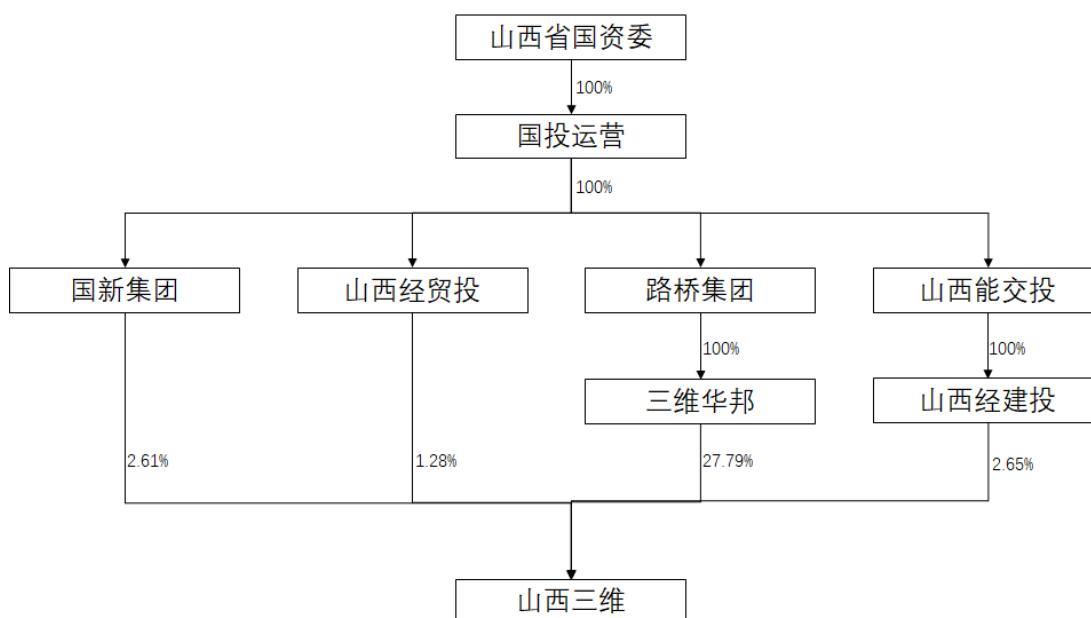 山西省国资委
100%
国投运营
100%
国新集团
山西经贸投
路桥集团
山西能交投
100%
100%
三维华邦
山西经建投
2.61%
1.28%
27.79%
2.65%
山西三维